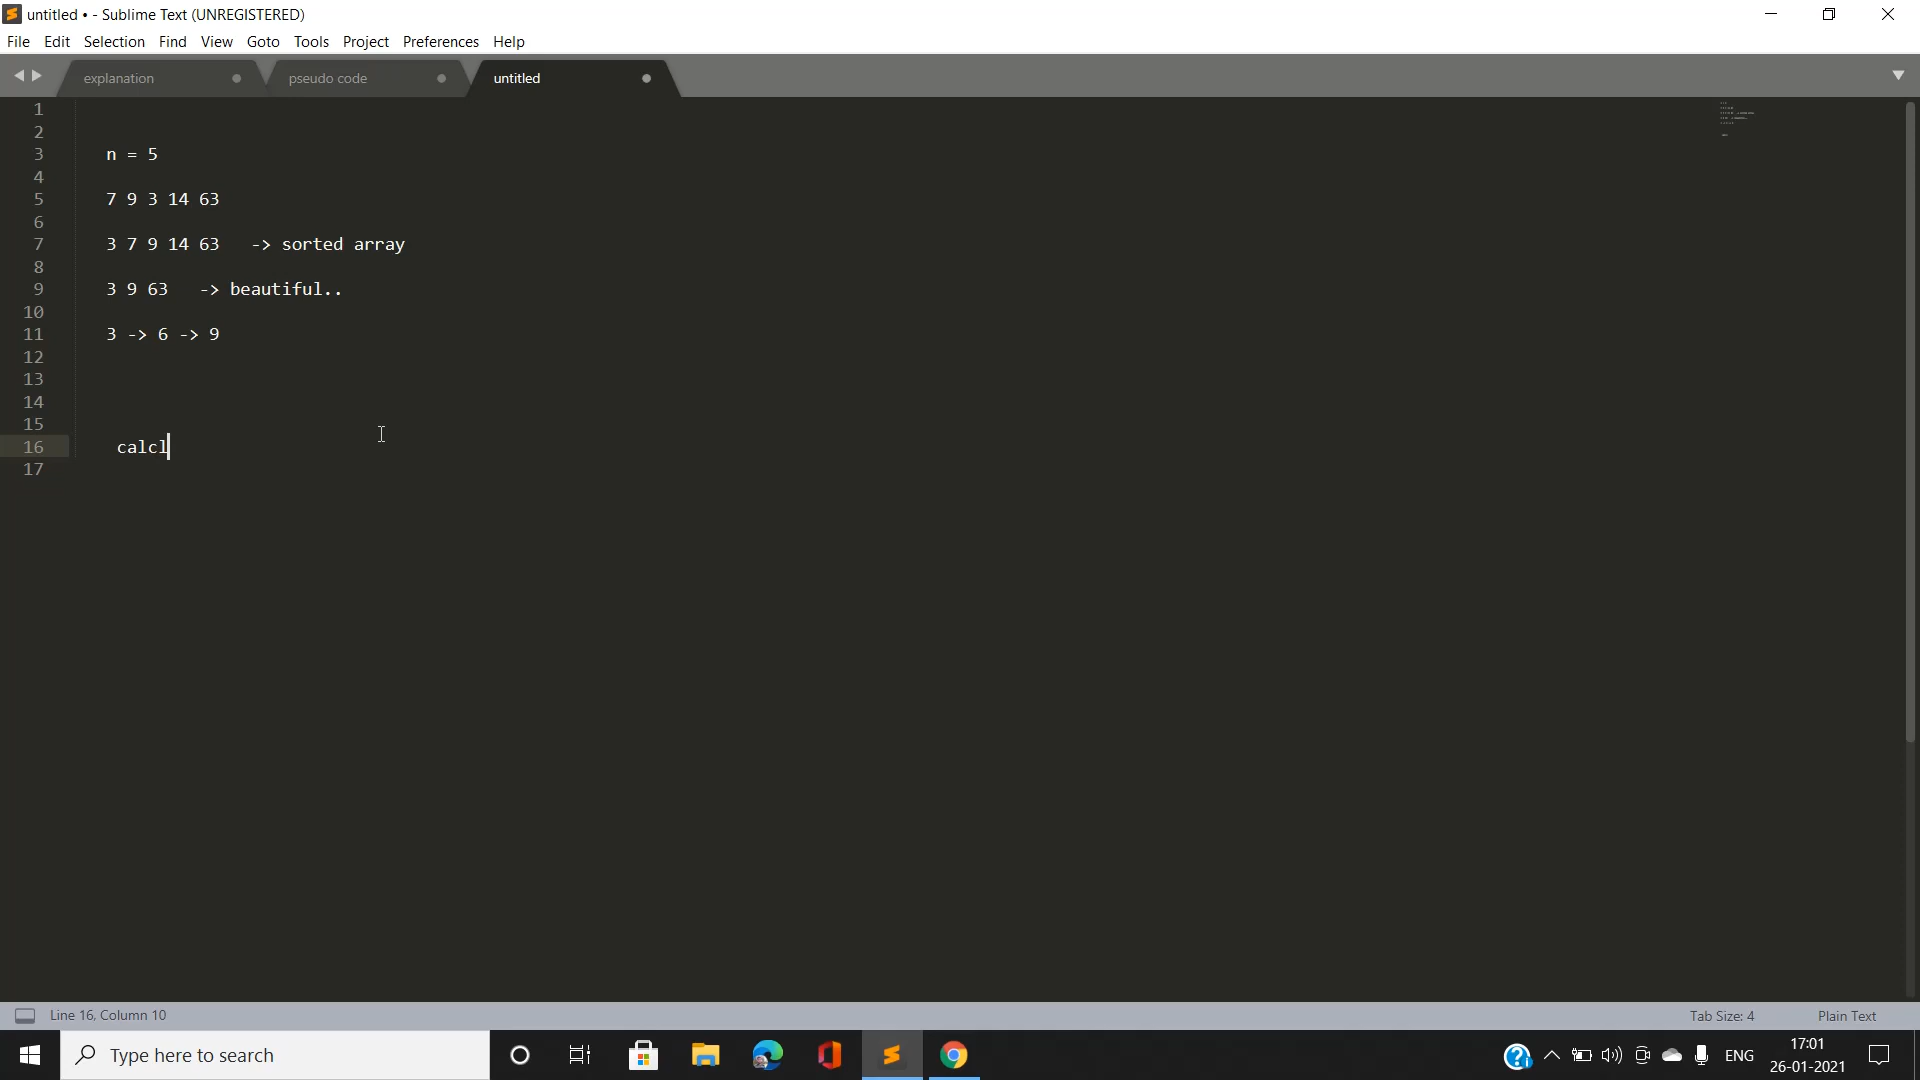 untitled • - Sublime Text (UNREGISTERED)
File Edit Selection Find View Goto Tools Project Preferences Help
explanation pseudo code untitled
1
2
3 n = 5
4
5 7 9 3 14 63
6
7 3 7 9 14 63 -> sorted array
8
9 3 9 63 -> beautiful..
10
11 3 -> 6 -> 9
12
13
14
15
16 calcl
17
Line 16, Column 10 Tab Size: 4 Plain Text
Type here to search ENG 17:01
26-01-2021